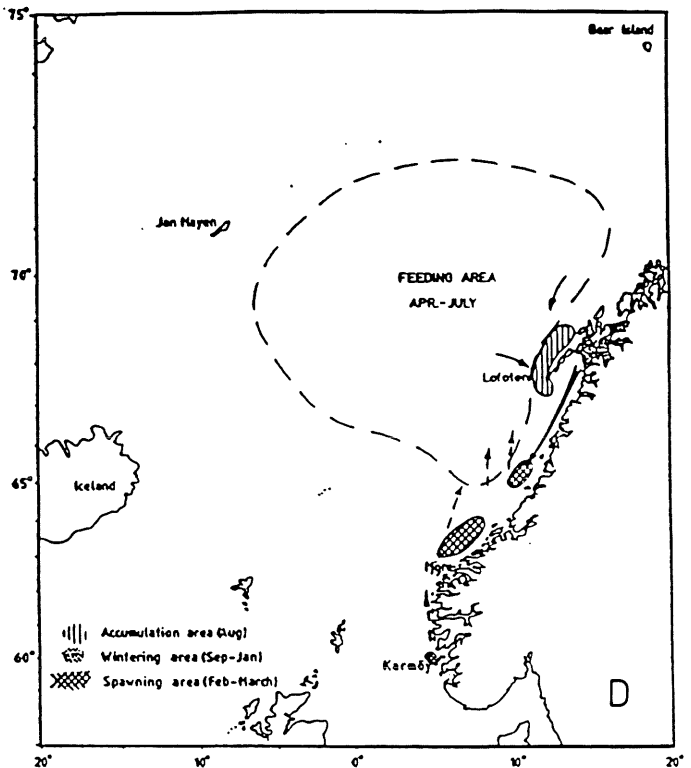 75°
Bear Island
Jan Mayen
70°
FEEDING AREA
APR.-JULY
Lofoten
Iceland
65°
Møre
Accumulation area (Aug)
Wintering area (Sep-Jan)
60°
Karmöy
Spawning area (Feb-March)
D
20° 10° 0° 10° 20°